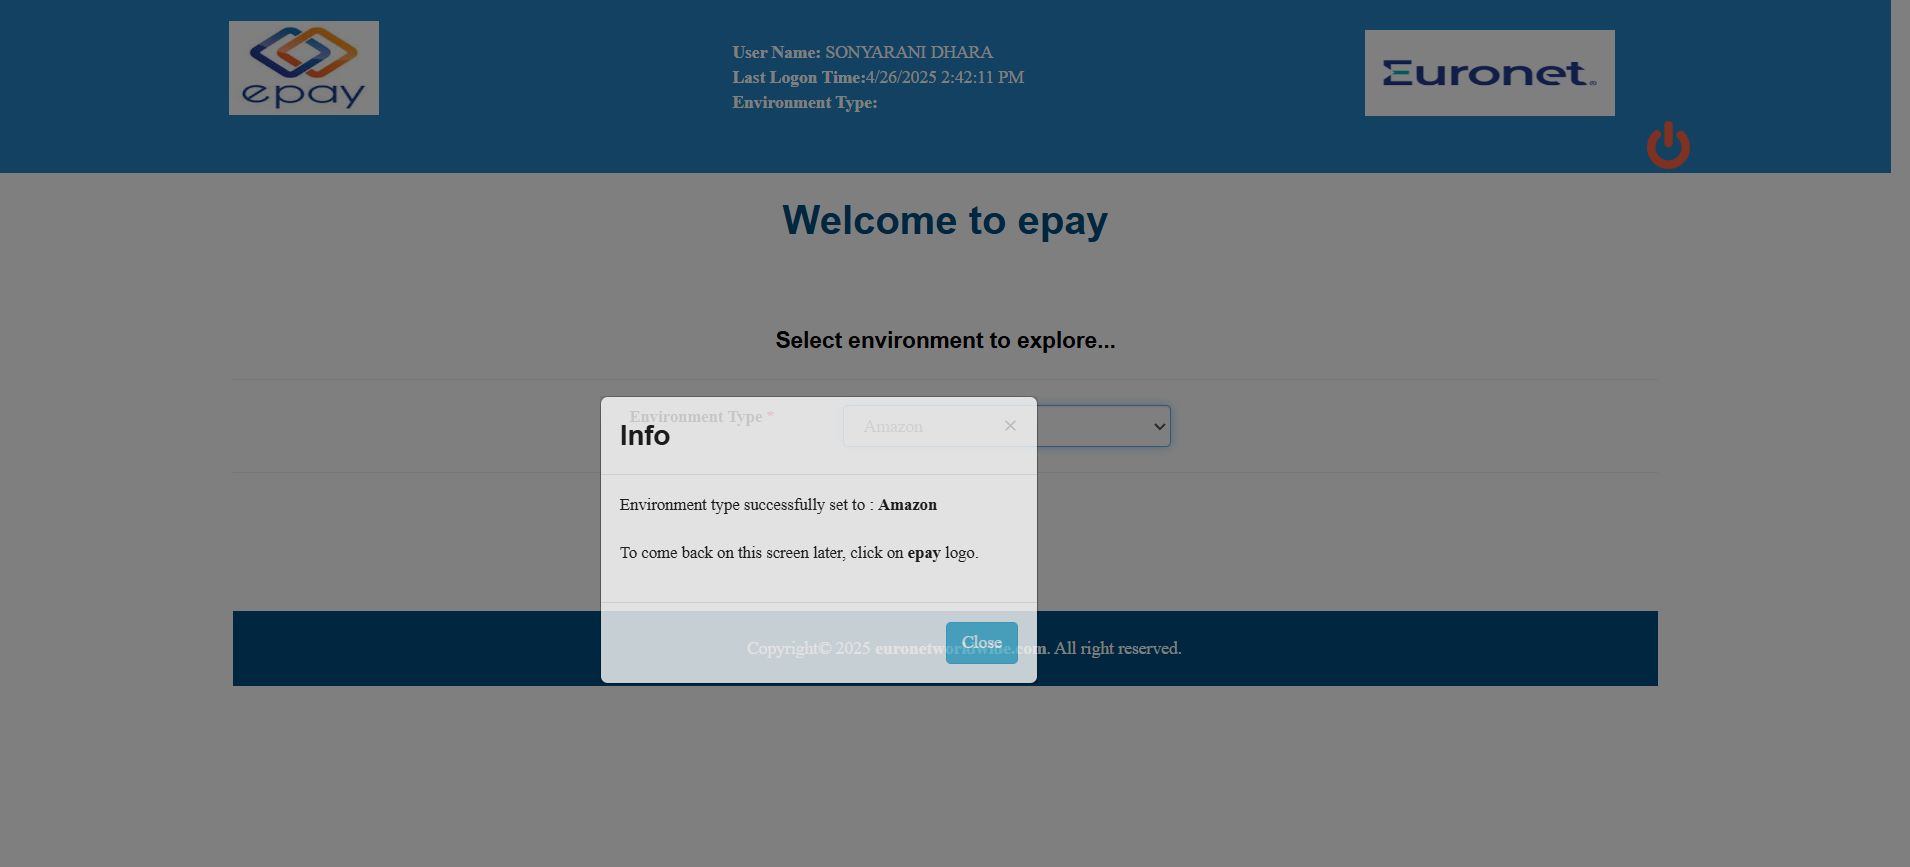 epay
User Name: SONYARANI DHARA
Last Logon Time:4/26/2025 2:42:11 PM
Environment Type:
Euronet
Welcome to epay
Select environment to explore...
Environment Type *
Amazon
×
Info
Environment type successfully set to : Amazon
To come back on this screen later, click on epay logo.
Close
Copyright© 2025 euronetworldwide.com. All right reserved.